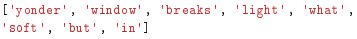 ['yonder', 'window', 'breaks', 'light', 'what',
'soft', 'but', 'in']